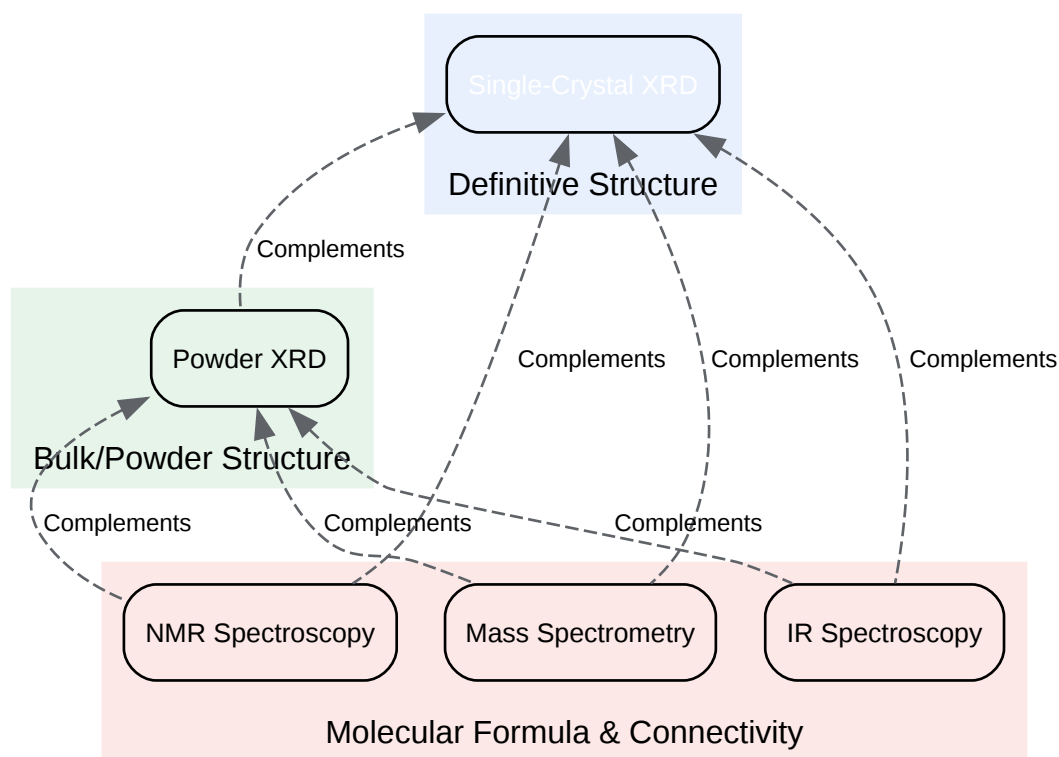 Single-Crystal XRD
Definitive Structure
Complements
Powder XRD
Complements
Complements
Complements
Bulk/Powder Structure
Complements
Complements
Complements
NMR Spectroscopy
Mass Spectrometry
IR Spectroscopy
Molecular Formula & Connectivity